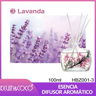 Lavanda
100ml HBZ001-3
ESENCIA
DIFUSOR AROMÁTICO